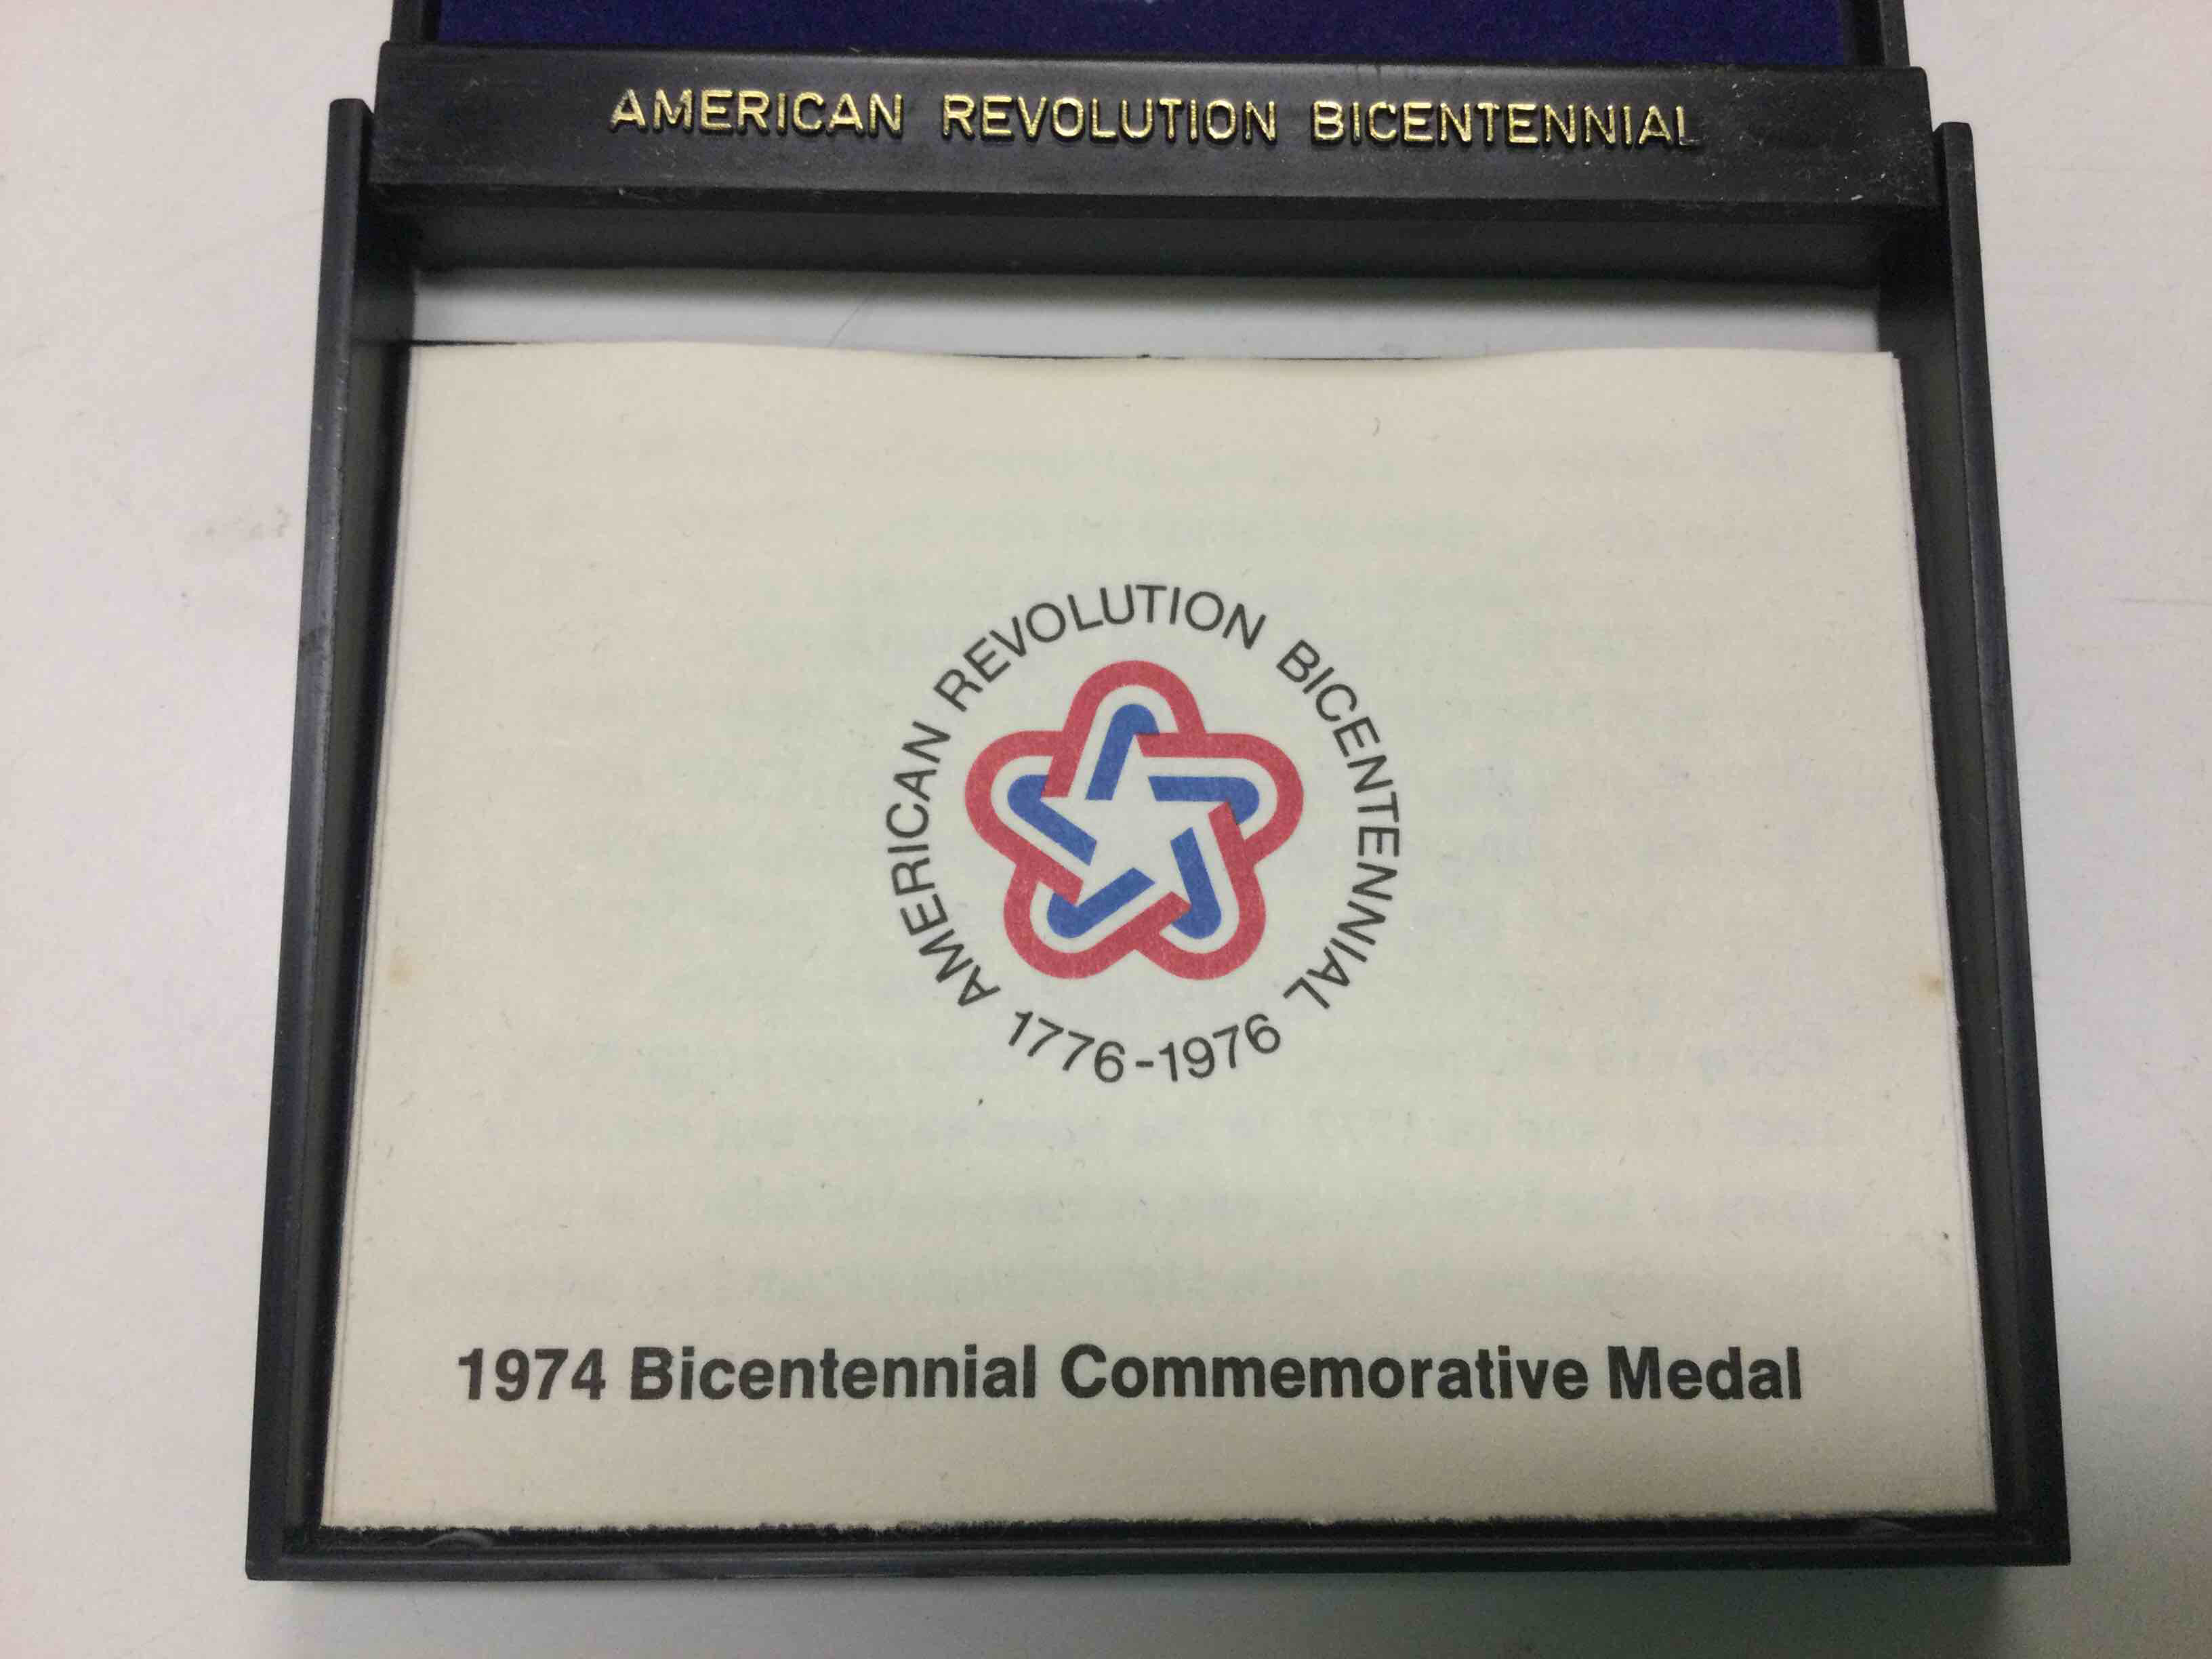 AMERICAN REVOLUTION BICENTENNIAL
AMERICAN REVOLUTION BICENTENNIAL
1776-1976
1974 Bicentennial Commemorative Medal